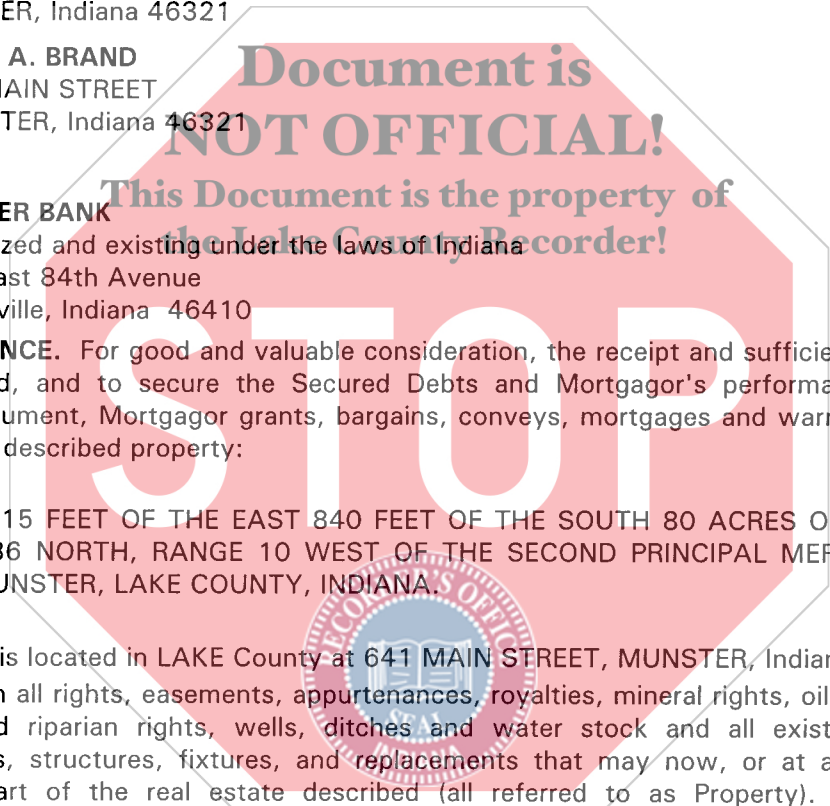 ER, Indiana 46321
A. BRAND
MAIN STREET
TER, Indiana 46321
Document is
NOT OFFICIAL!
This Document is the property of
the Lake County Recorder!
ER BANK
zed and existing under the laws of Indiana
ast 84th Avenue
ville, Indiana 46410
NCE. For good and valuable consideration, the receipt and sufficie
d, and to secure the Secured Debts and Mortgagor's performa
ument, Mortgagor grants, bargains, conveys, mortgages and warr
described property:
STOP
15 FEET OF THE EAST 840 FEET OF THE SOUTH 80 ACRES O
36 NORTH, RANGE 10 WEST OF THE SECOND PRINCIPAL MER
UNSTER, LAKE COUNTY, INDIANA.
RECORDER'S OFFICE
SEAL
INDIANA
is located in LAKE County at 641 MAIN STREET, MUNSTER, Indian
n all rights, easements, appurtenances, royalties, mineral rights, oil
d riparian rights, wells, ditches and water stock and all exist
s, structures, fixtures, and replacements that may now, or at a
art of the real estate described (all referred to as Property).